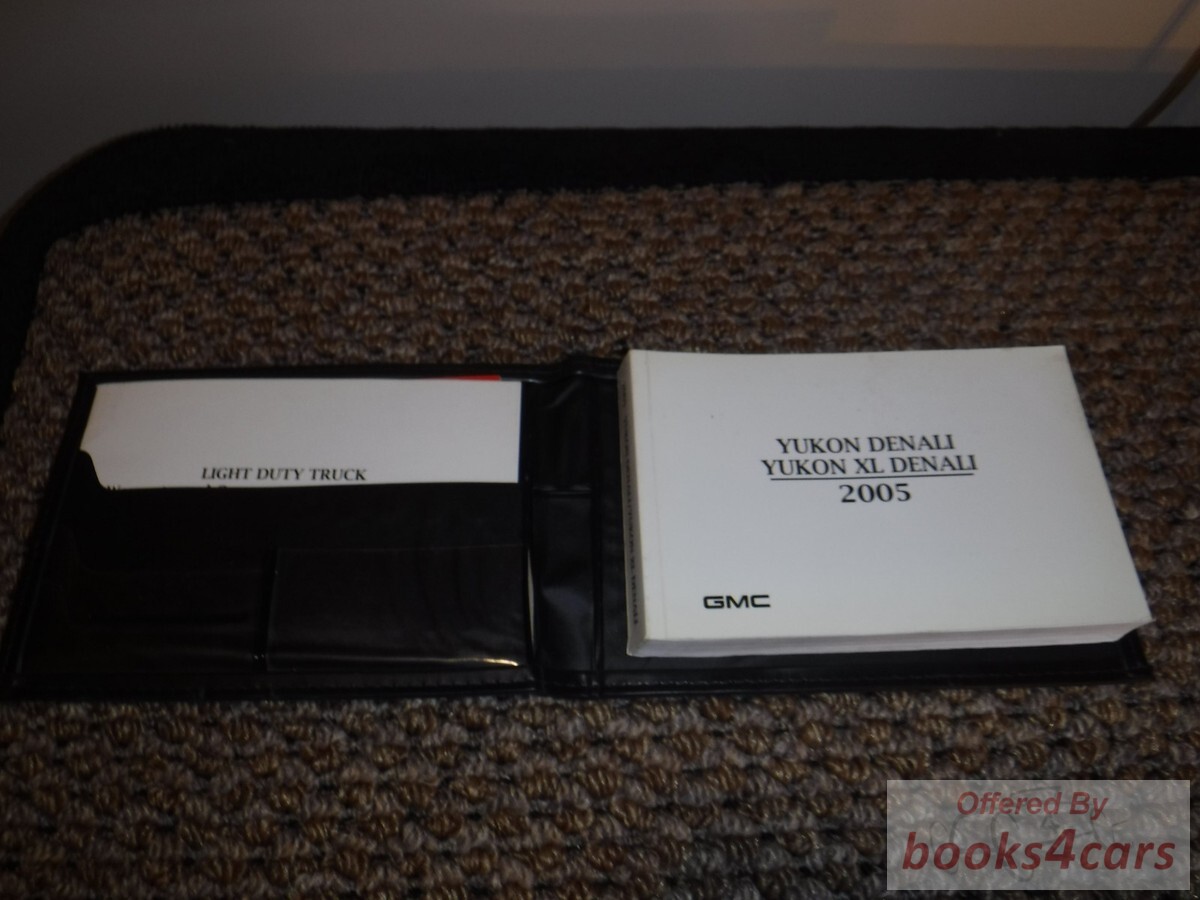 LIGHT DUTY TRUCK
YUKON DENALI
YUKON XL DENALI
2005
GMC
Offered By
books4cars